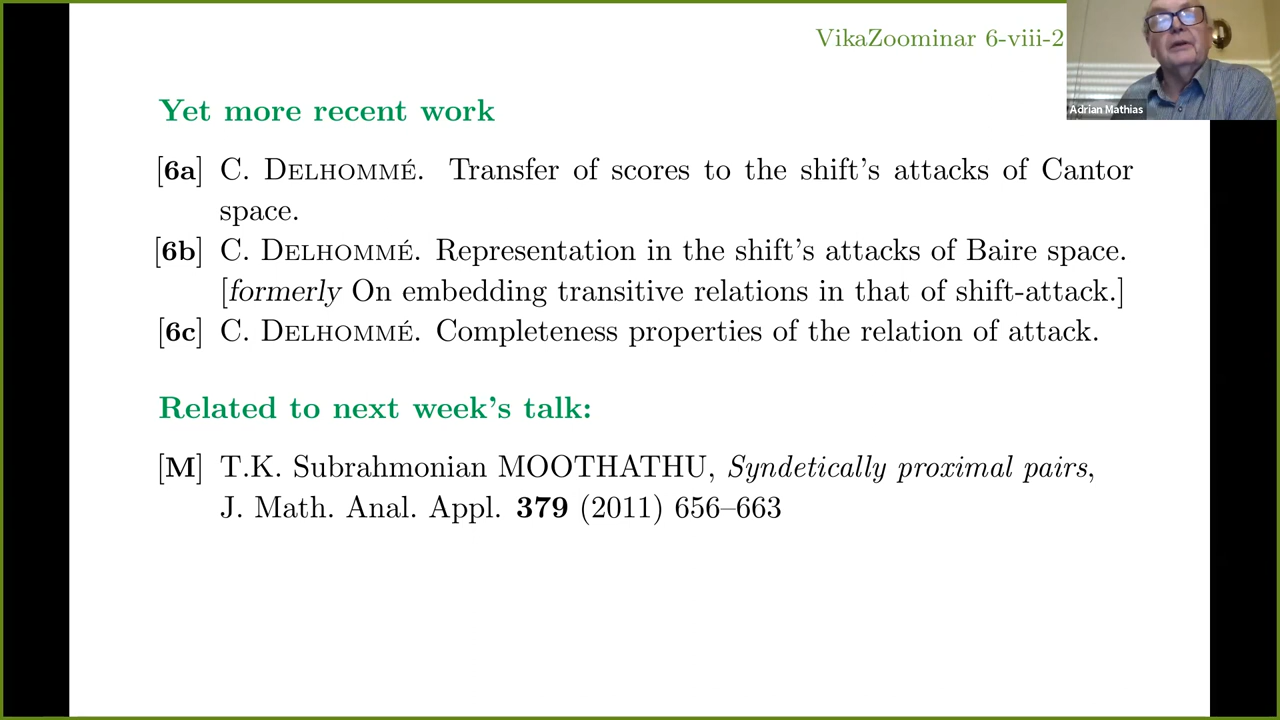 VikaZoominar 6-viii-2
Adrian Mathias
Yet more recent work
[6a] C. DELHOMMÉ. Transfer of scores to the shift's attacks of Cantor
space.
[6b] C. DELHOMMÉ. Representation in the shift's attacks of Baire space.
[formerly On embedding transitive relations in that of shift-attack.]
[6c] C. DELHOMMÉ. Completeness properties of the relation of attack.
Related to next week's talk:
[M] T.K. Subrahmonian MOOTHATHU, Syndetically proximal pairs,
J. Math. Anal. Appl. 379 (2011) 656–663